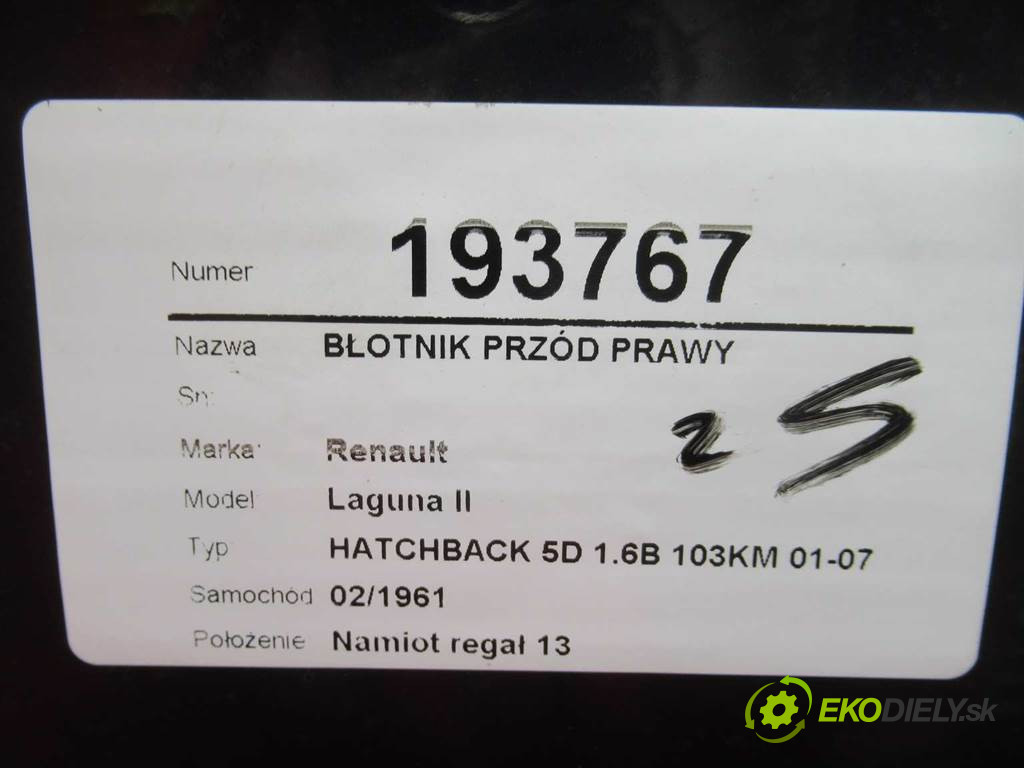 Numer 193767
Nazwa BŁOTNIK PRZÓD PRAWY
Sn:
25
Marka: Renault
Model Laguna II
Typ HATCHBACK 5D 1.6B 103KM 01-07
Samochód 02/1961
Położenie Namiot regał 13
EKODIELY.sk